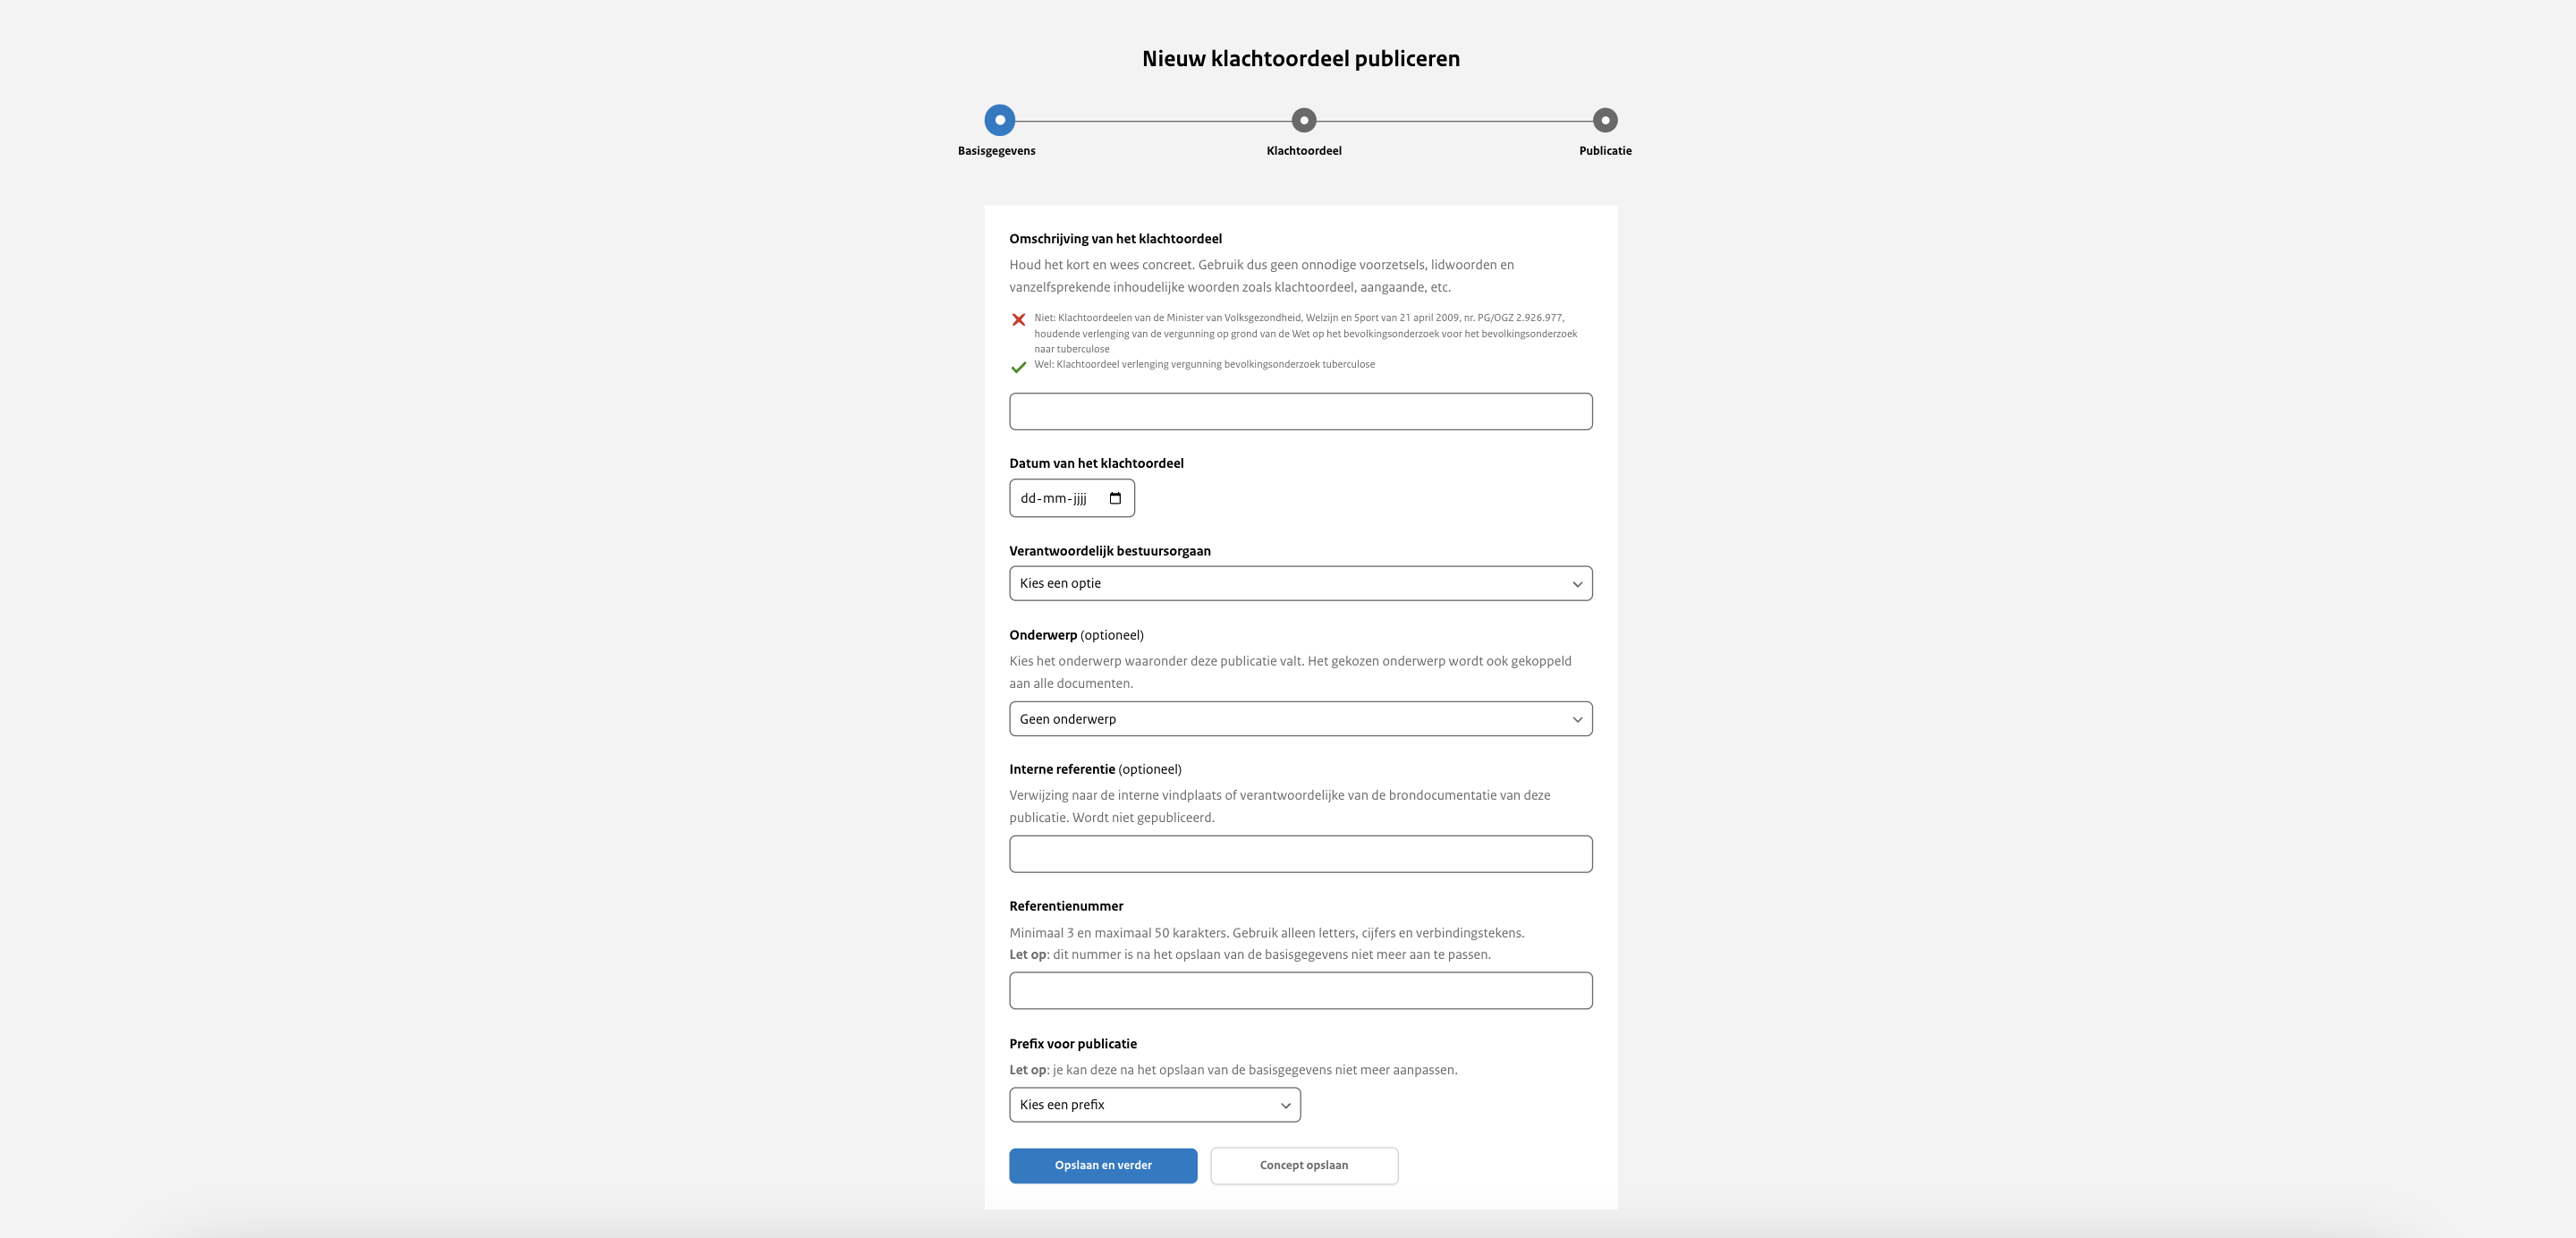 Nieuw klachtoordeel publiceren
Basisgegevens
Klachtoordeel
Publicatie
Omschrijving van het klachtoordeel
Houd het kort en wees concreet. Gebruik dus geen onnodige voorzetsels, lidwoorden en
vanzelfsprekende inhoudelijke woorden zoals klachtoordeel, aangaande, etc.
Niet: Klachtoordeelen van de Minister van Volksgezondheid, Welzijn en Sport van 21 april 2009, nr. PG/OGZ 2.926.977,
houdende verlenging van de vergunning op grond van de Wet op het bevolkingsonderzoek voor het bevolkingsonderzoek
naar tuberculose
Wel: Klachtoordeel verlenging vergunning bevolkingsonderzoek tuberculose
Datum van het klachtoordeel
dd-mm-jjjj
Verantwoordelijk bestuursorgaan
Kies een optie
Onderwerp (optioneel)
Kies het onderwerp waaronder deze publicatie valt. Het gekozen onderwerp wordt ook gekoppeld
aan alle documenten.
Geen onderwerp
Interne referentie (optioneel)
Verwijzing naar de interne vindplaats of verantwoordelijke van de brondocumentatie van deze
publicatie. Wordt niet gepubliceerd.
Referentienummer
Minimaal 3 en maximaal 50 karakters. Gebruik alleen letters, cijfers en verbindingstekens.
Let op: dit nummer is na het opslaan van de basisgegevens niet meer aan te passen.
Prefix voor publicatie
Let op: je kan deze na het opslaan van de basisgegevens niet meer aanpassen.
Kies een prefix
Opslaan en verder
Concept opslaan